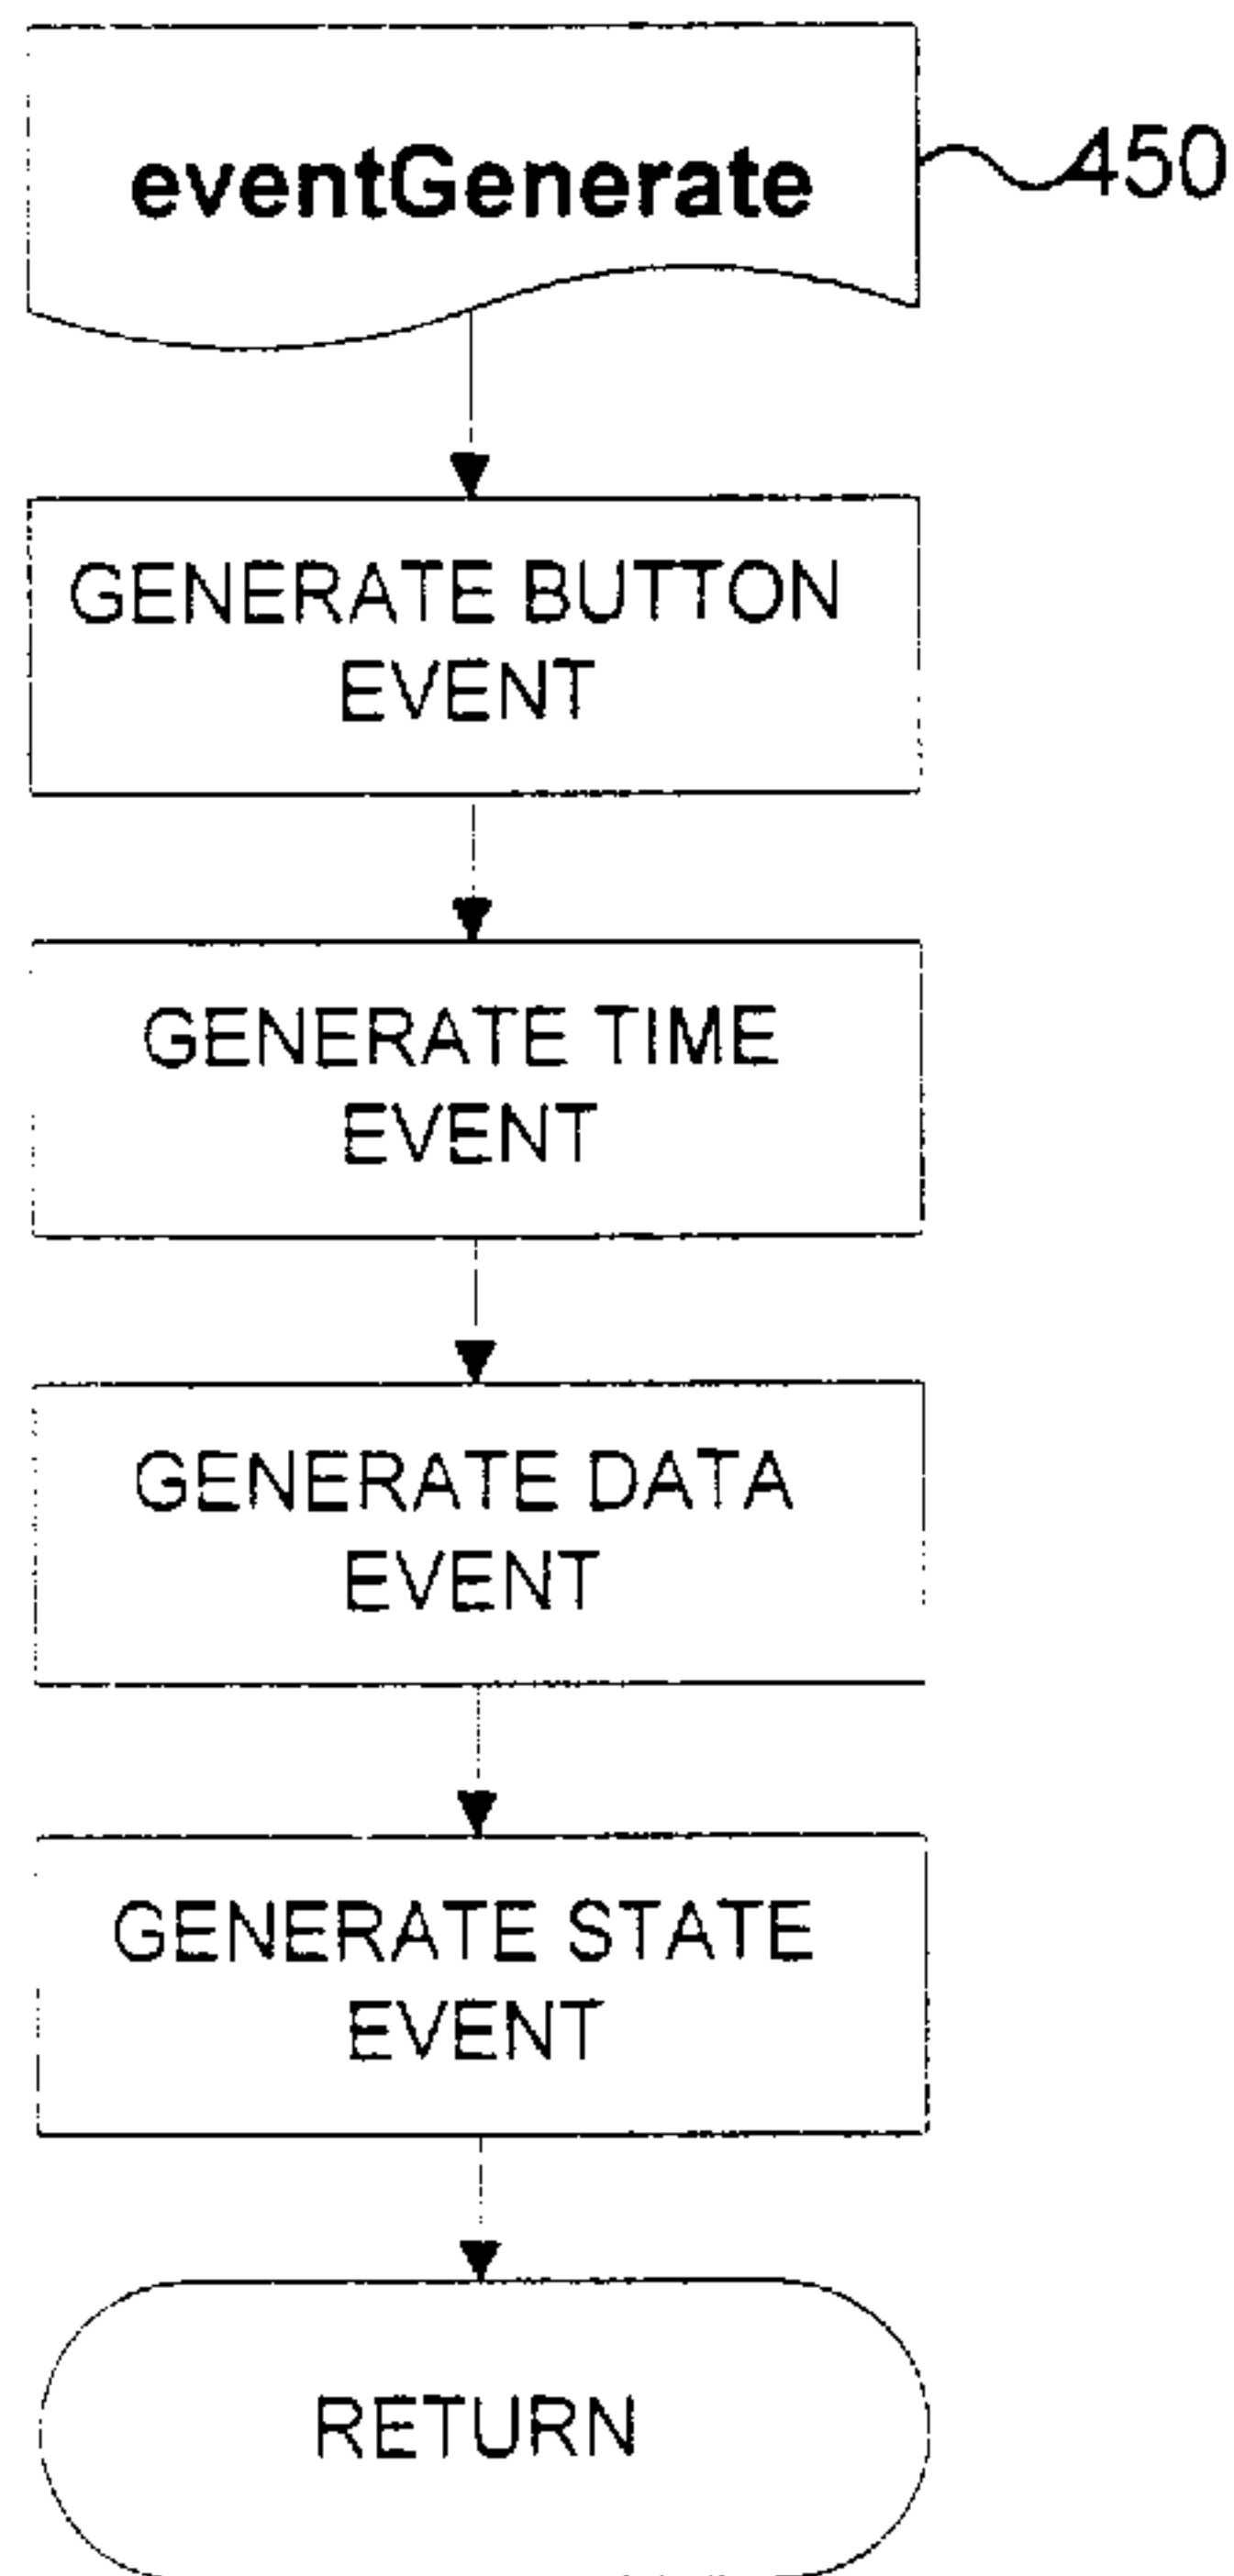 eventGenerate
450
GENERATE BUTTON
EVENT
GENERATE TIME
EVENT
GENERATE DATA
EVENT
GENERATE STATE
EVENT
RETURN